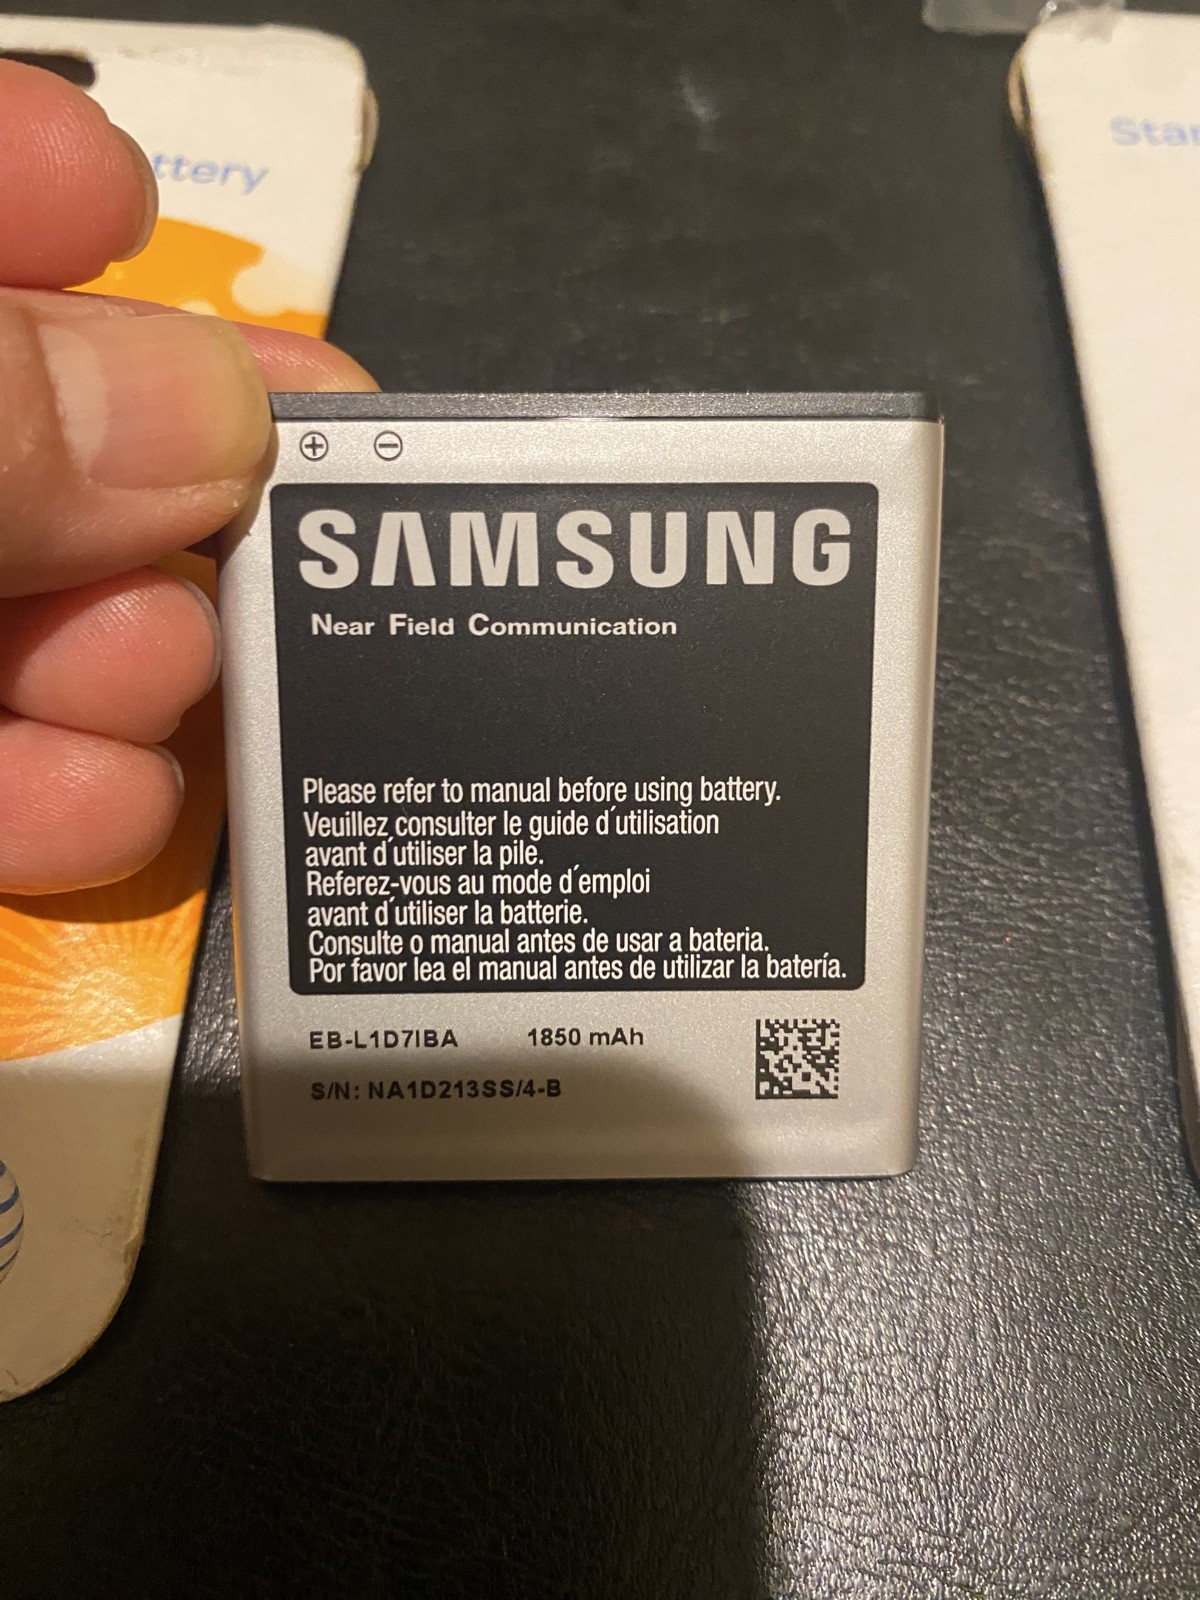 ttery
Star
SAMSUNG
Near Field Communication
Please refer to manual before using battery.
Veuillez consulter le guide d´utilisation
avant d´utiliser la pile.
Referez-vous au mode d´emploi
avant d´utiliser la batterie.
Consulte o manual antes de usar a bateria.
Por favor lea el manual antes de utilizar la batería.
EB-L1D7IBA 1850 mAh
S/N: NA1D213SS/4-B